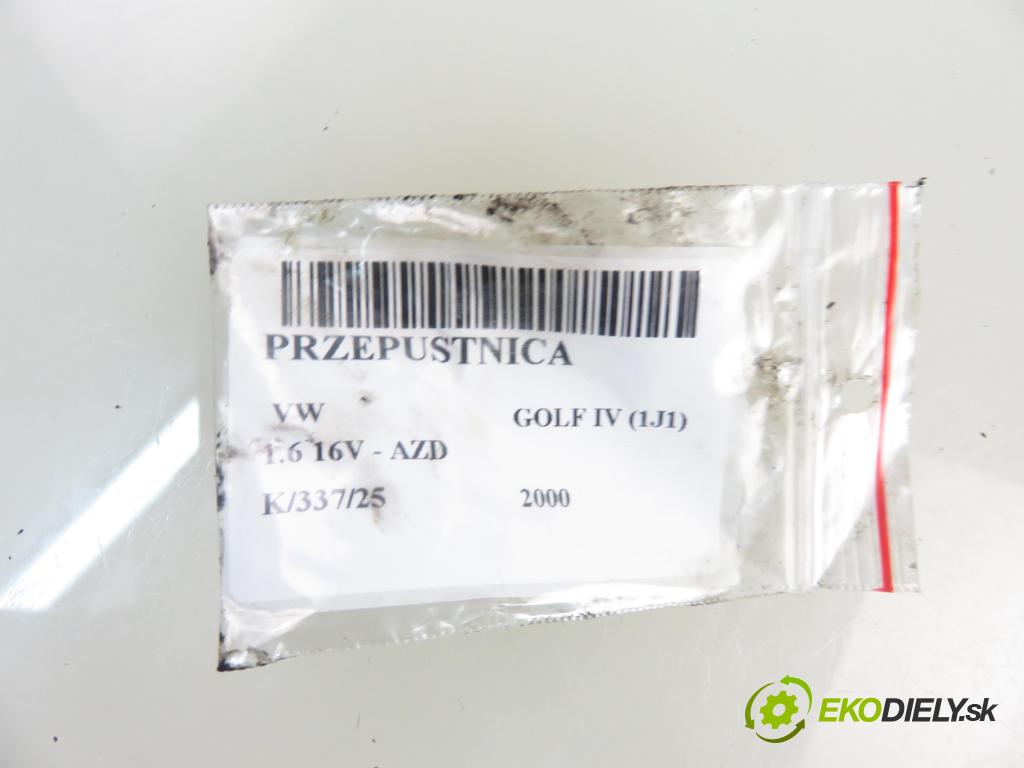 PRZEPUSTNICA
VW GOLF IV (1J1)
1.6 16V - AZD
K/337/25 2000
EKODIELY.sk